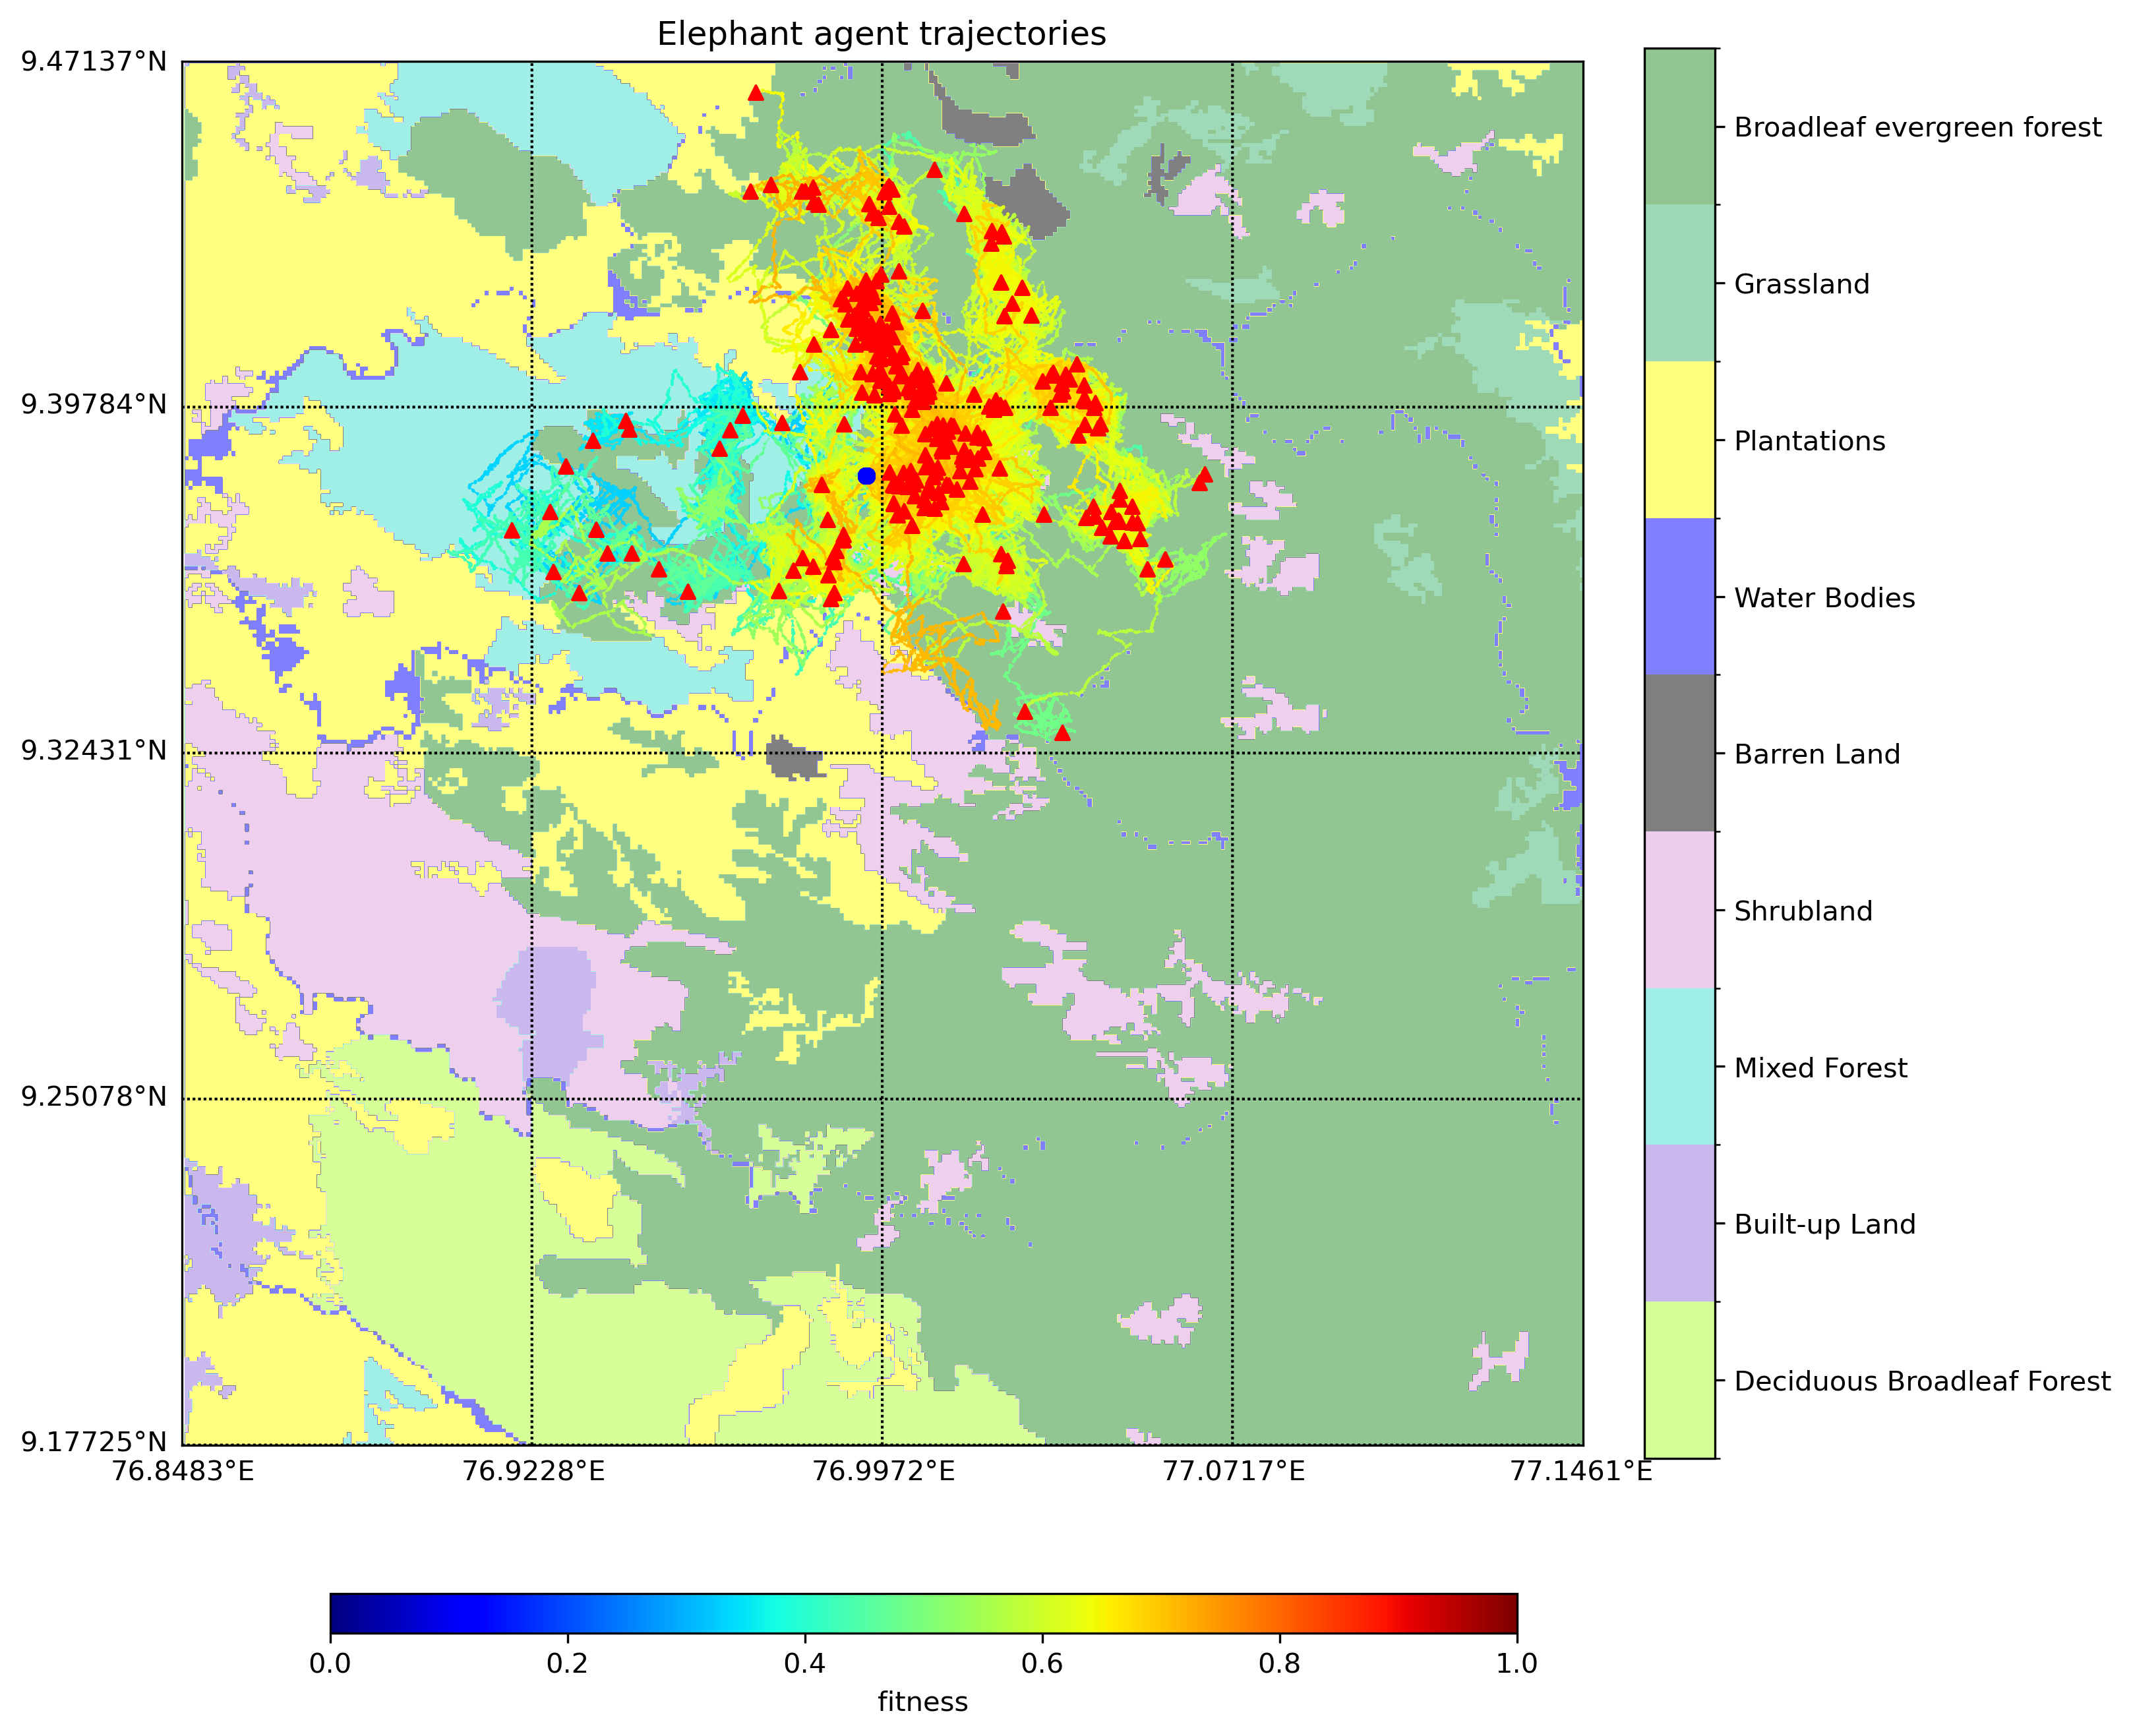 Elephant agent trajectories
9.47137°N
9.39784°N
9.32431°N
9.25078°N
9.17725°N
76.8483°E
76.9228°E
76.9972°E
77.0717°E
77.1461°E
Broadleaf evergreen forest
Grassland
Plantations
Water Bodies
Barren Land
Shrubland
Mixed Forest
Built-up Land
Deciduous Broadleaf Forest
0.0
0.2
0.4
0.6
0.8
1.0
fitness